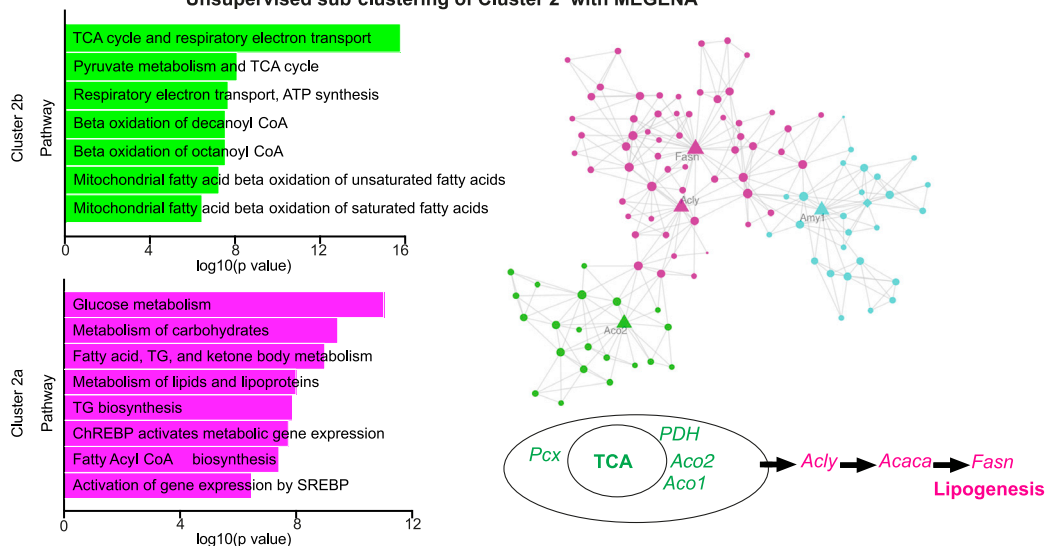 Unsupervised sub-clustering of Cluster 2 with MEGENA
Cluster 2b
Pathway
TCA cycle and respiratory electron transport
Pyruvate metabolism and TCA cycle
Respiratory electron transport, ATP synthesis
Beta oxidation of decanoyl CoA
Beta oxidation of octanoyl CoA
Mitochondrial fatty acid beta oxidation of unsaturated fatty acids
Mitochondrial fatty acid beta oxidation of saturated fatty acids
0 4 8 12 16
log10(p value)
Cluster 2a
Pathway
Glucose metabolism
Metabolism of carbohydrates
Fatty acid, TG, and ketone body metabolism
Metabolism of lipids and lipoproteins
TG biosynthesis
ChREBP activates metabolic gene expression
Fatty Acyl CoA biosynthesis
Activation of gene expression by SREBP
0 4 8 12
log10(p value)
Fasn
Acly
Amy1
Aco2
Pcx
TCA
PDH
Aco2
Aco1
Acly
Acaca
Fasn
Lipogenesis